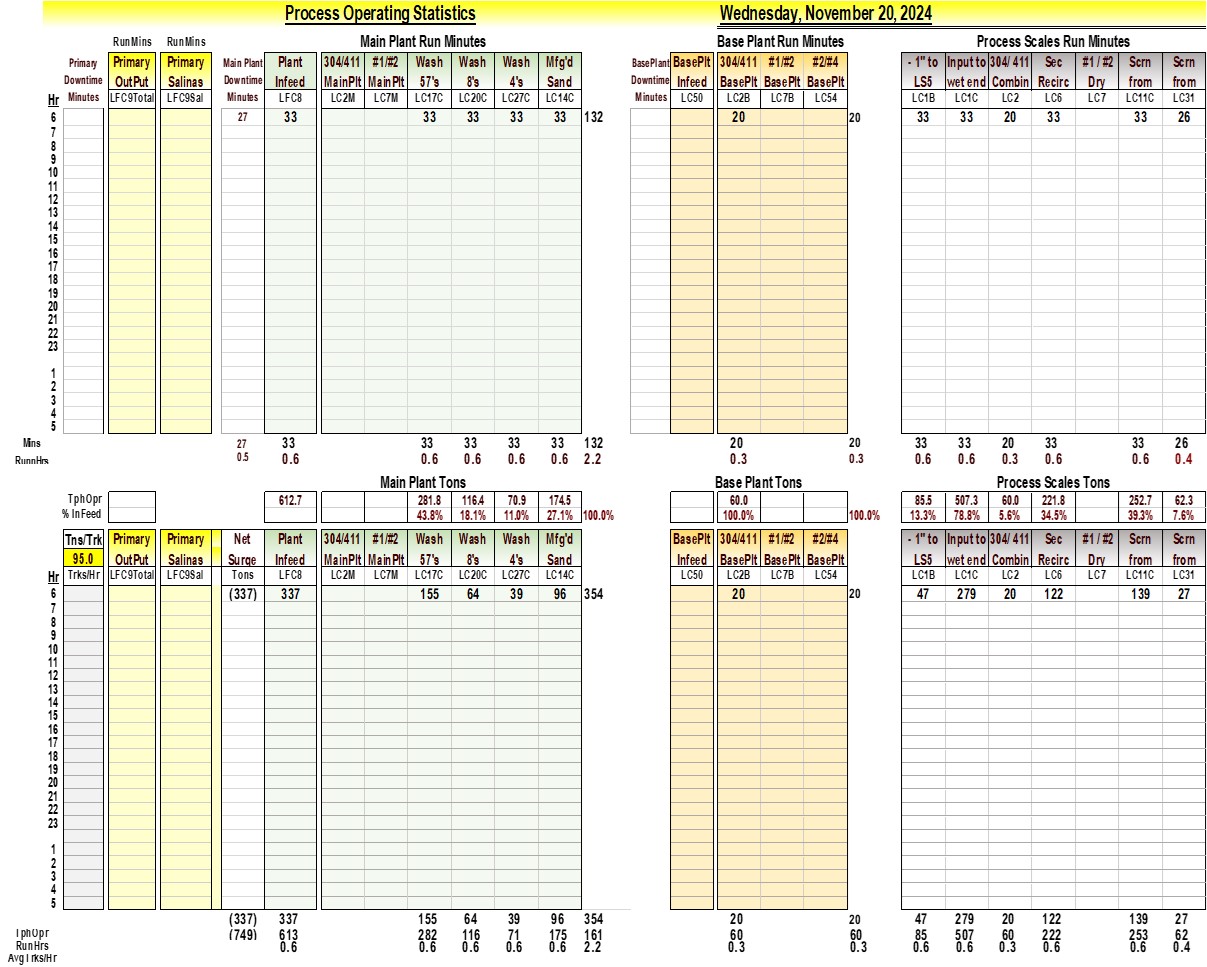 Process Operating Statistics Wednesday, November 20, 2024
RunMins RunMins Main Plant Run Minutes Base Plant Run Minutes Process Scales Run Minutes
Primary Primary Primary Main Plant Plant 304/411 #1/#2 Wash Wash Wash Mfg'd BasePlant BasePlt 304/411 #1/#2 #2/#4 - 1" to Input to 304/ 411 Sec #1 / #2 Scrn Scrn
Downtime OutPut Salinas Downtime Infeed MainPlt MainPlt 57's 8's 4's Sand Downtime Infeed BasePlt BasePlt BasePlt LS5 wet end Combin Recirc Dry from from
Hr Minutes LFC9Total LFC9Sal Minutes LFC8 LC2M LC7M LC17C LC20C LC27C LC14C Minutes LC50 LC2B LC7B LC54 LC1B LC1C LC2 LC6 LC7 LC11C LC31
6 27 33 33 33 33 33 132 20 20 33 33 20 33 33 26
7
8
9
10
11
12
13
14
15
16
17
18
19
20
21
22
23
1
2
3
4
5
Mins 27 33 33 33 33 33 132 20 20 33 33 20 33 33 26
RunnHrs 0.5 0.6 0.6 0.6 0.6 0.6 2.2 0.3 0.3 0.6 0.6 0.3 0.6 0.6 0.4
Main Plant Tons Base Plant Tons Process Scales Tons
TphOpr 612.7 281.8 116.4 70.9 174.5 60.0 85.5 507.3 60.0 221.8 252.7 62.3
% InFeed 43.8% 18.1% 11.0% 27.1% 100.0% 100.0% 100.0% 13.3% 78.8% 5.6% 34.5% 39.3% 7.6%
Tns/Trk Primary Primary Net Plant 304/411 #1/#2 Wash Wash Wash Mfg'd BasePlt 304/411 #1/#2 #2/#4 - 1" to Input to 304/ 411 Sec #1 / #2 Scrn Scrn
95.0 OutPut Salinas Surge Infeed MainPlt MainPlt 57's 8's 4's Sand Infeed BasePlt BasePlt BasePlt LS5 wet end Combin Recirc Dry from from
Hr Trks/Hr LFC9Total LFC9Sal Tons LFC8 LC2M LC7M LC17C LC20C LC27C LC14C LC50 LC2B LC7B LC54 LC1B LC1C LC2 LC6 LC7 LC11C LC31
6 (337) 337 155 64 39 96 354 20 20 47 279 20 122 139 27
7
8
9
10
11
12
13
14
15
16
17
18
19
20
21
22
23
1
2
3
4
5
(337) 337 155 64 39 96 354 20 20 47 279 20 122 139 27
TphOpr (749) 613 282 116 71 175 161 60 60 85 507 60 222 253 62
RunHrs 0.6 0.6 0.6 0.6 0.6 2.2 0.3 0.3 0.6 0.6 0.3 0.6 0.6 0.4
AvgTrks/Hr